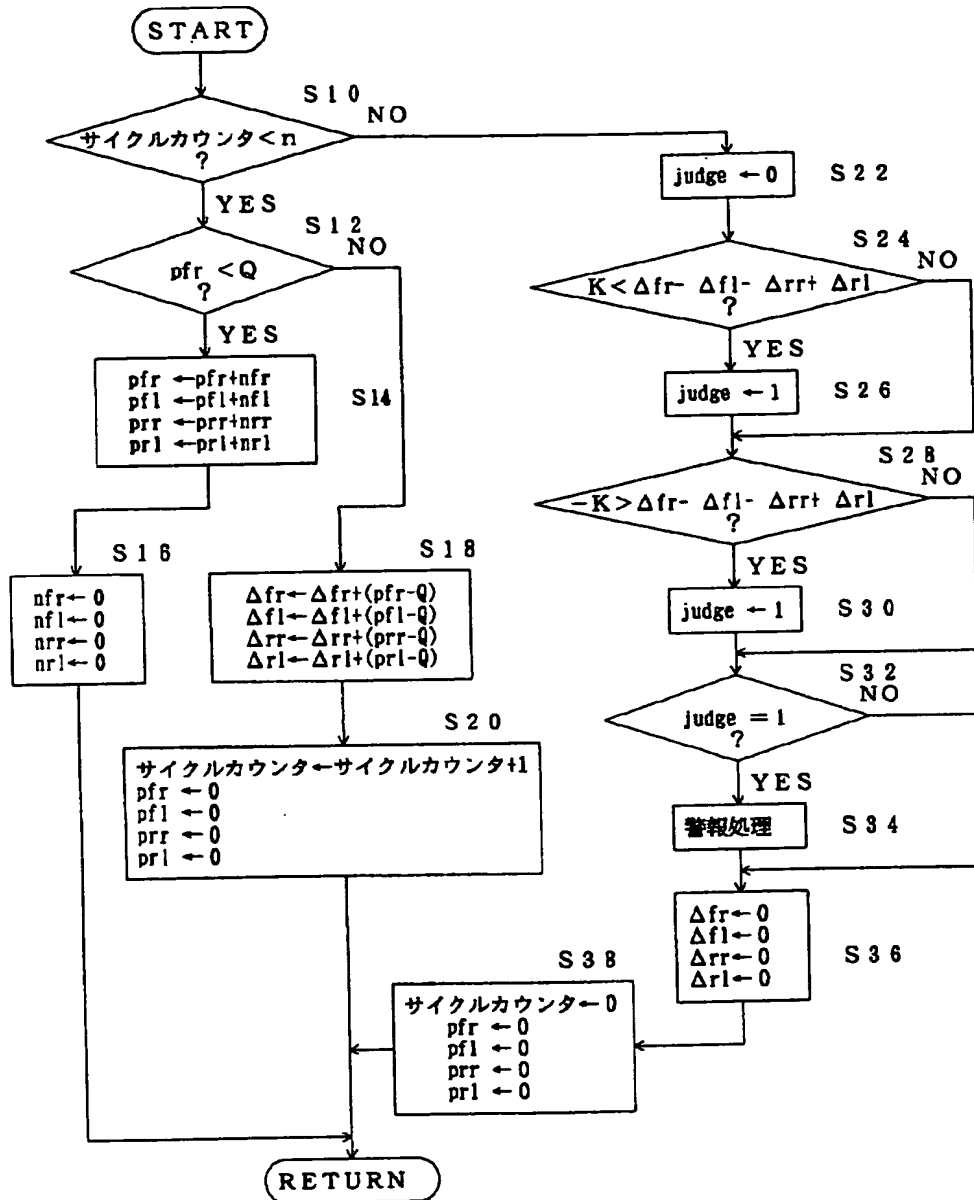 START
S10
サイクルカウンタ<n
?
NO
YES
S12
pfr <Q
?
NO
YES
pfr ←pfr+nfr
pfl ←pfl+nfl
prr ←prr+nrr
prl ←prl+nrl
S14
S16
nfr←0
nfl←0
nrr←0
nrl←0
S18
Δfr←Δfr+(pfr-Q)
Δfl←Δfl+(pfl-Q)
Δrr←Δrr+(prr-Q)
Δrl←Δrl+(prl-Q)
S20
サイクルカウンタ←サイクルカウンタ+1
pfr ←0
pfl ←0
prr ←0
prl ←0
judge ←0
S22
S24
K<Δfr- Δfl- Δrr+ Δrl
?
NO
YES
judge ←1
S26
S28
-K>Δfr- Δfl- Δrr+ Δrl
?
NO
YES
judge ←1
S30
S32
judge =1
?
NO
YES
警報処理
S34
Δfr←0
Δfl←0
Δrr←0
Δrl←0
S36
S38
サイクルカウンタ←0
pfr ←0
pfl ←0
prr ←0
prl ←0
RETURN